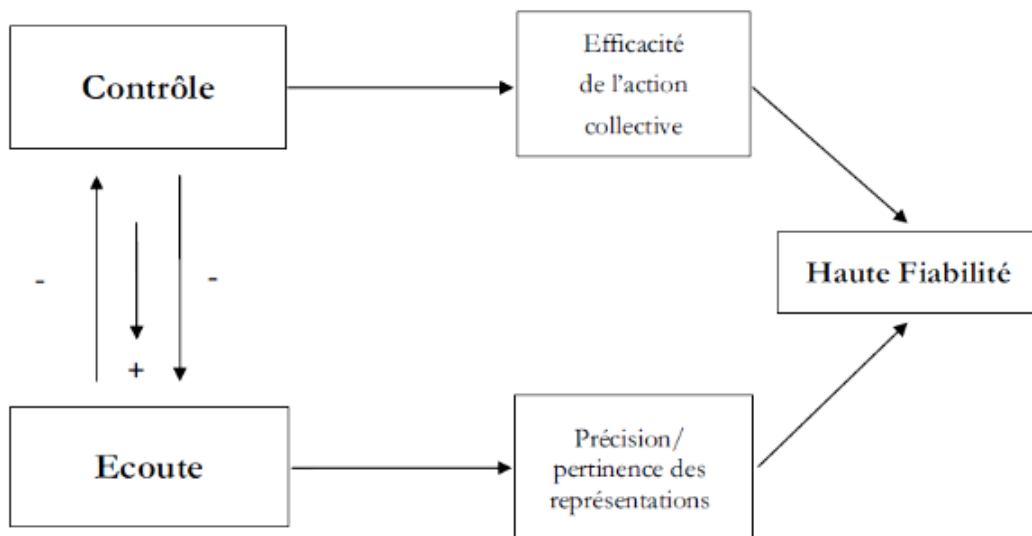 Contrôle
Efficacité
de l'action
collective
Haute Fiabilité
-
-
+
Ecoute
Précision/
pertinence des
représentations